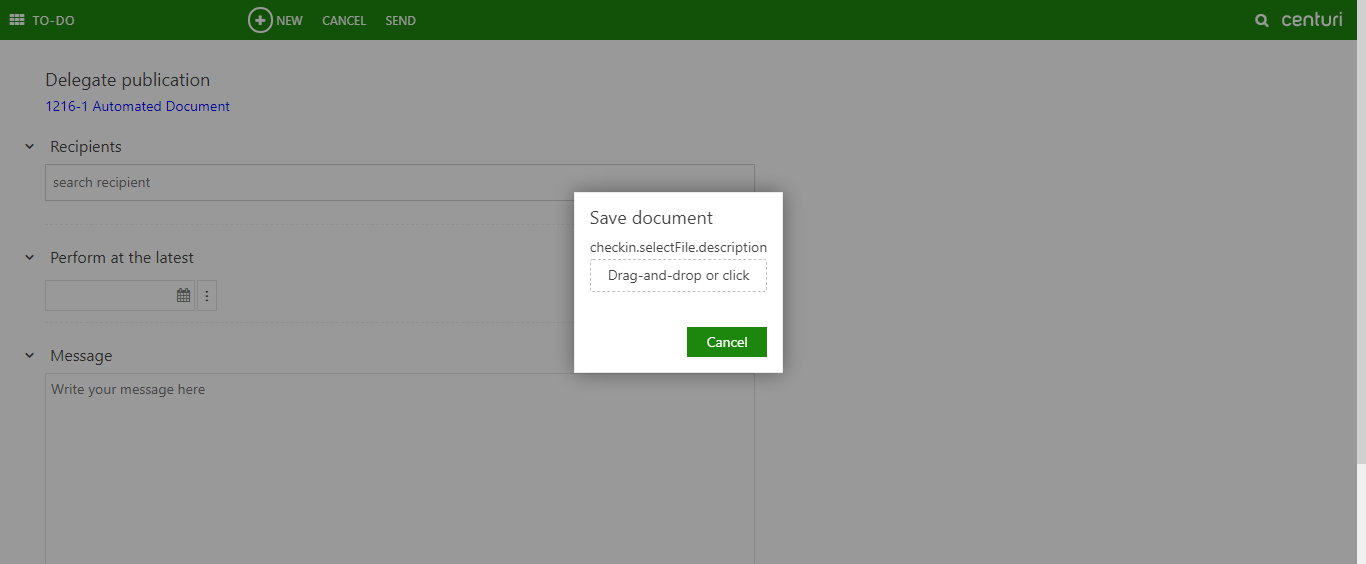 TO-DO
NEW CANCEL SEND
centuri
Delegate publication
1216-1 Automated Document
Recipients
search recipient
Perform at the latest
Message
Write your message here
Save document
checkin.selectFile.description
Drag-and-drop or click
Cancel